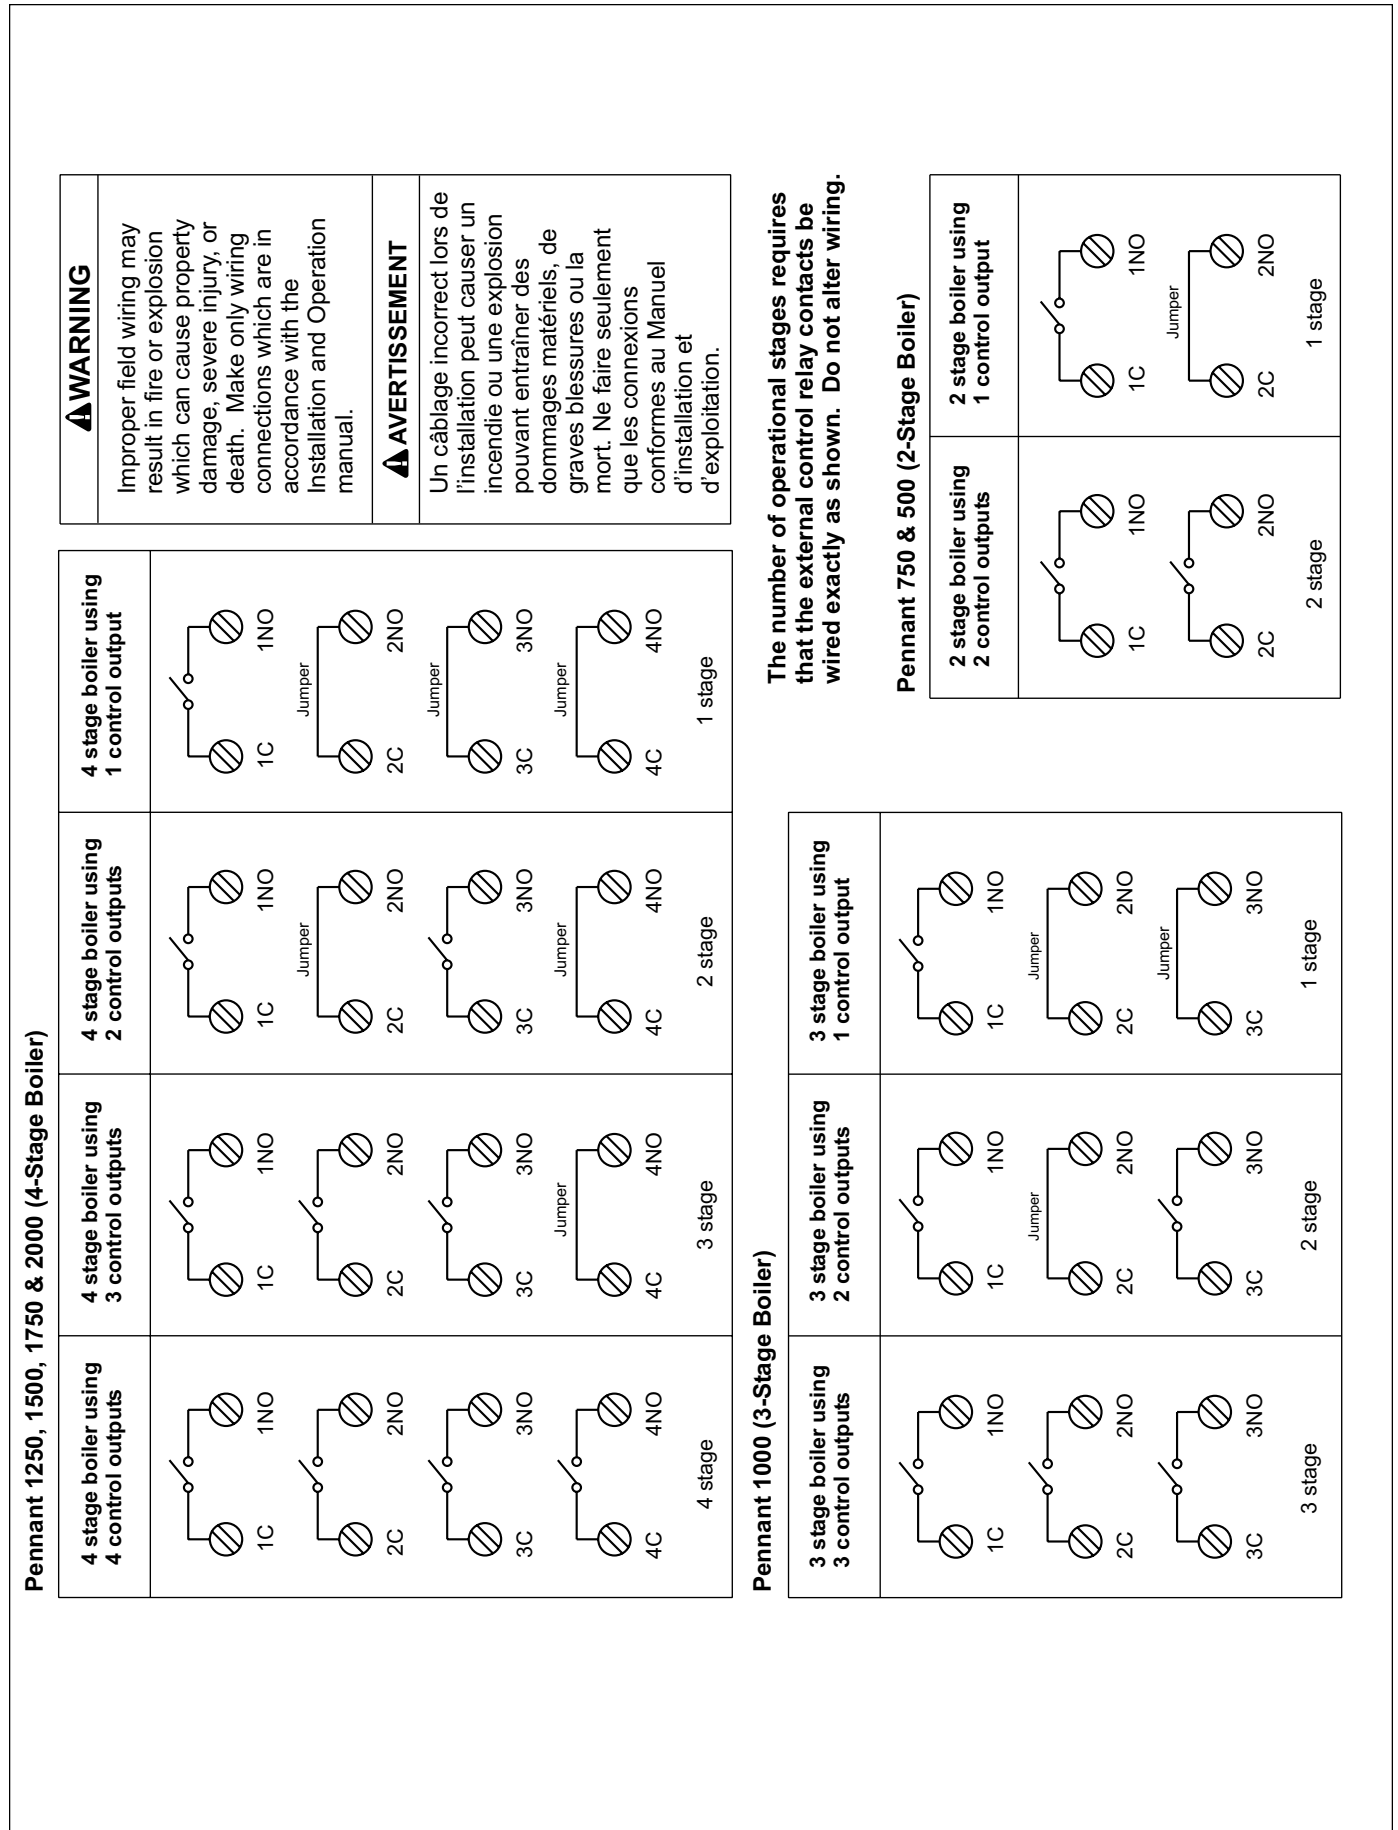 Pennant 1250, 1500, 1750 & 2000 (4-Stage Boiler)
4 stage boiler using
4 control outputs
1C
1NO
2C
2NO
3C
3NO
4C
4NO
4 stage
4 stage boiler using
3 control outputs
1C
1NO
2C
2NO
3C
3NO
Jumper
4C
4NO
3 stage
4 stage boiler using
2 control outputs
1C
1NO
Jumper
2C
2NO
3C
3NO
Jumper
4C
4NO
2 stage
4 stage boiler using
1 control output
1C
1NO
Jumper
2C
2NO
Jumper
3C
3NO
Jumper
4C
4NO
1 stage
WARNING
Improper field wiring may
result in fire or explosion
which can cause property
damage, severe injury, or
death.  Make only wiring
connections which are in
accordance with the
Installation and Operation
manual.
AVERTISSEMENT
Un câblage incorrect lors de
l'installation peut causer un
incendie ou une explosion
pouvant entraîner des
dommages matériels, de
graves blessures ou la
mort. Ne faire seulement
que les connexions
conformes au Manuel
d'installation et
d'exploitation.
Pennant 1000 (3-Stage Boiler)
3 stage boiler using
3 control outputs
1C
1NO
2C
2NO
3C
3NO
3 stage
3 stage boiler using
2 control outputs
1C
1NO
Jumper
2C
2NO
3C
3NO
2 stage
3 stage boiler using
1 control output
1C
1NO
Jumper
2C
2NO
Jumper
3C
3NO
1 stage
The number of operational stages requires
that the external control relay contacts be
wired exactly as shown.  Do not alter wiring.
Pennant 750 & 500 (2-Stage Boiler)
2 stage boiler using
2 control outputs
1C
1NO
2C
2NO
2 stage
2 stage boiler using
1 control output
1C
1NO
Jumper
2C
2NO
1 stage